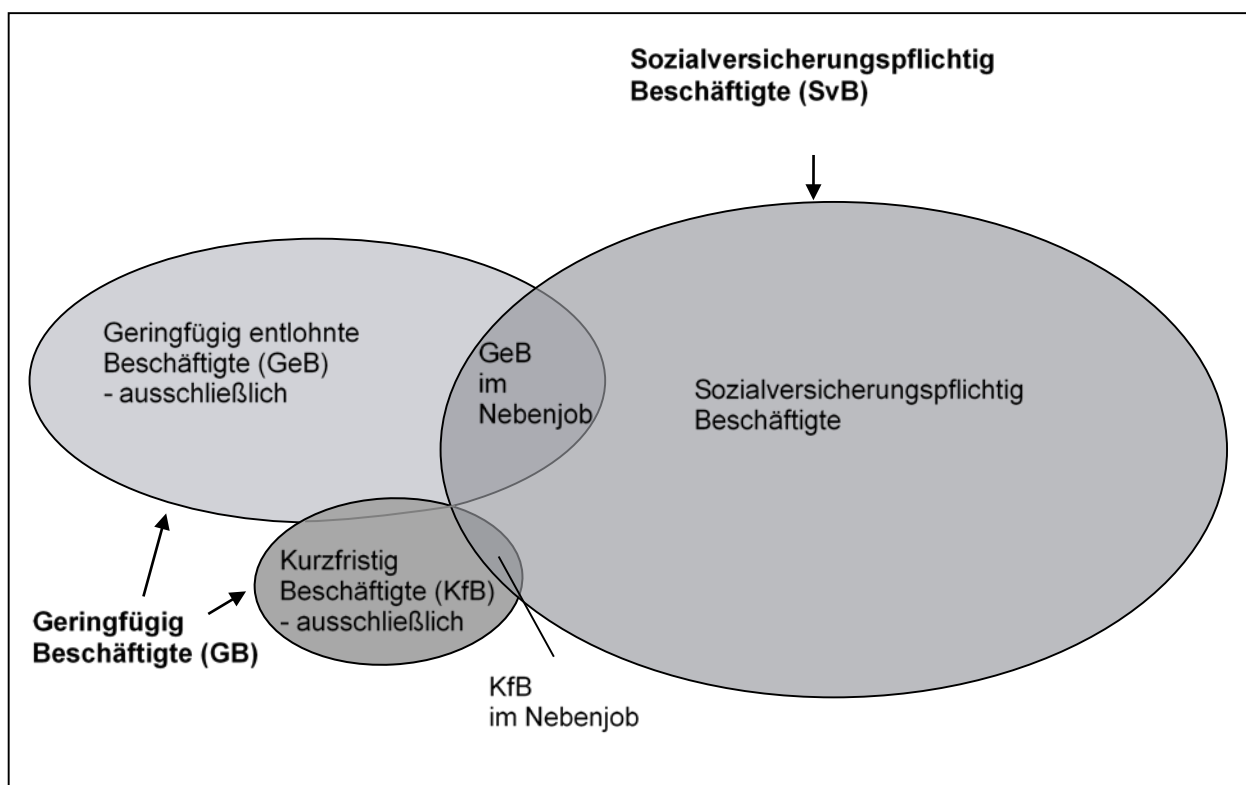 Sozialversicherungspflichtig
Beschäftigte (SvB)
Geringfügig entlohnte
Beschäftigte (GeB)
- ausschließlich
GeB
im
Nebenjob
Sozialversicherungspflichtig
Beschäftigte
Kurzfristig
Beschäftigte (KfB)
- ausschließlich
Geringfügig
Beschäftigte (GB)
KfB
im Nebenjob